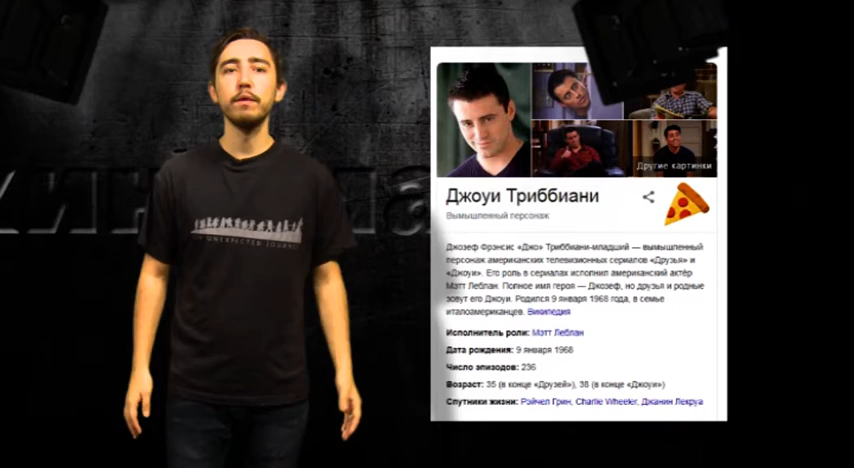 AN UNEXPECTED JOURNEY
Другие картинки
Джоуи Триббиани
Вымышленный персонаж
Джозеф Фрэнсис «Джо» Триббиани-младший — вымышленный
персонаж американских телевизионных сериалов «Друзья» и
«Джоуи». Его роль в сериалах исполнил американский актёр
Мэтт Леблан. Полное имя героя — Джозеф, но друзья и родные
зовут его Джоуи. Родился 9 января 1968 года, в семье
италоамериканцев. Википедия
Исполнитель роли: Мэтт Леблан
Дата рождения: 9 января 1968
Число эпизодов: 236
Возраст: 35 (в конце «Друзей»), 38 (в конце «Джоуи»)
Спутники жизни: Рэйчел Грин, Charlie Wheeler, Джанин Лекруа